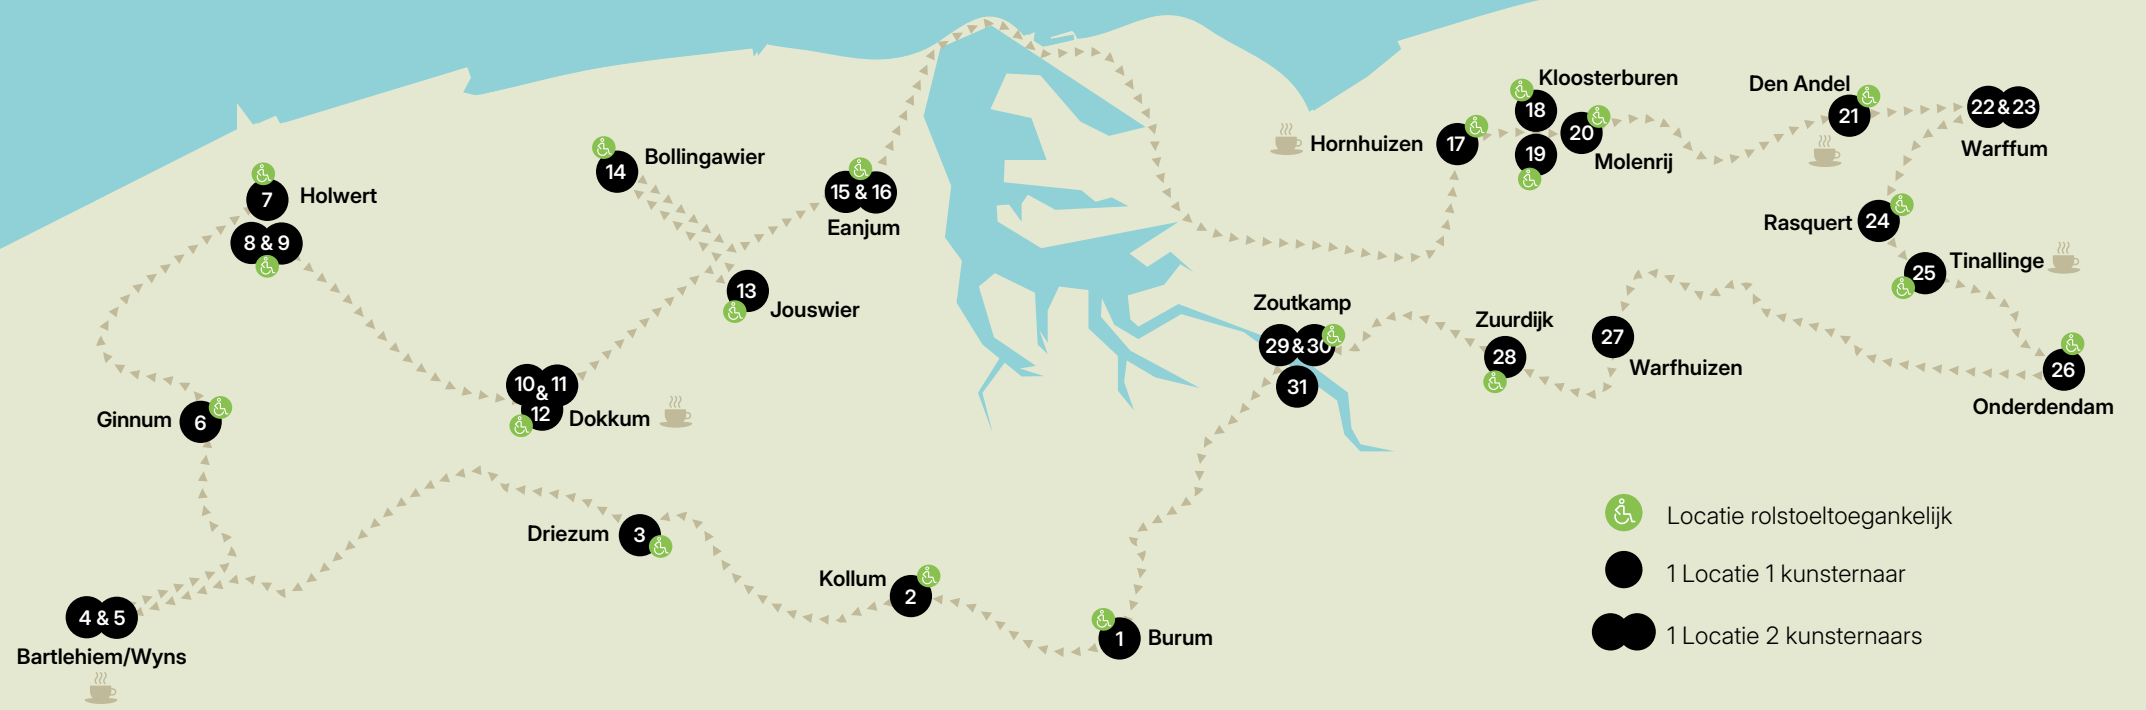 Kloosterburen
18
Den Andel
21
22 & 23
Warffum
Hornhuizen
17
20
19
Molenrij
14
Bollingawier
15 & 16
Eanjum
7
Holwert
8 & 9
Rasquert
24
Tinallinge
25
13
Jouswier
Zoutkamp
29 & 30
31
Zuurdijk
28
27
Warfhuizen
26
Onderdendam
10 11
&
12
Dokkum
Ginnum
6
Driezum
3
Kollum
2
1
Burum
4 & 5
Bartlehiem/Wyns
Locatie rolstoeltoegankelijk
1 Locatie 1 kunsternaar
1 Locatie 2 kunsternaars